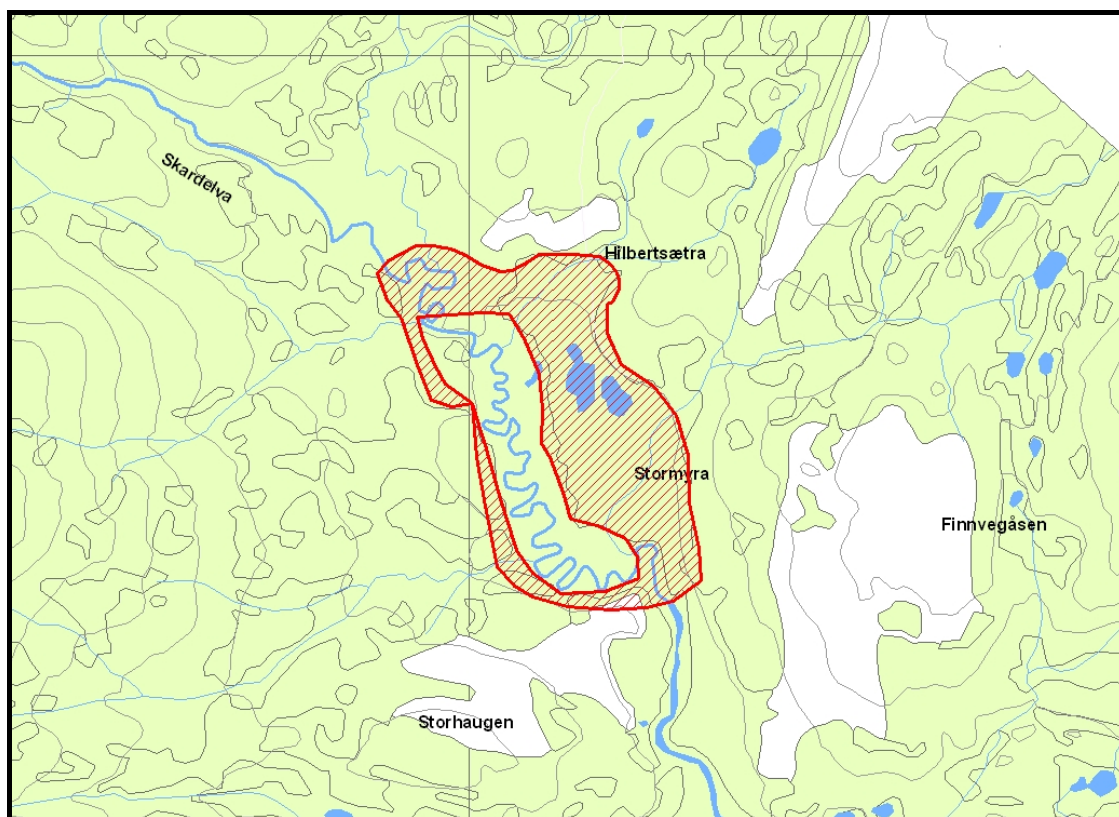 Skardelva
Hilbertsætra
Stormyra
Finnvegåsen
Storhaugen